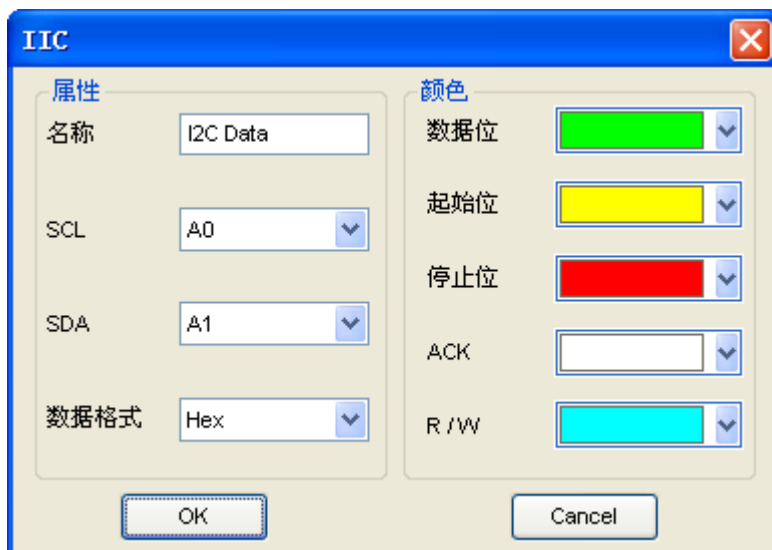 IIC
属性
名称 I2C Data
SCL A0
SDA A1
数据格式 Hex
颜色
数据位
起始位
停止位
ACK
R / W
OK Cancel